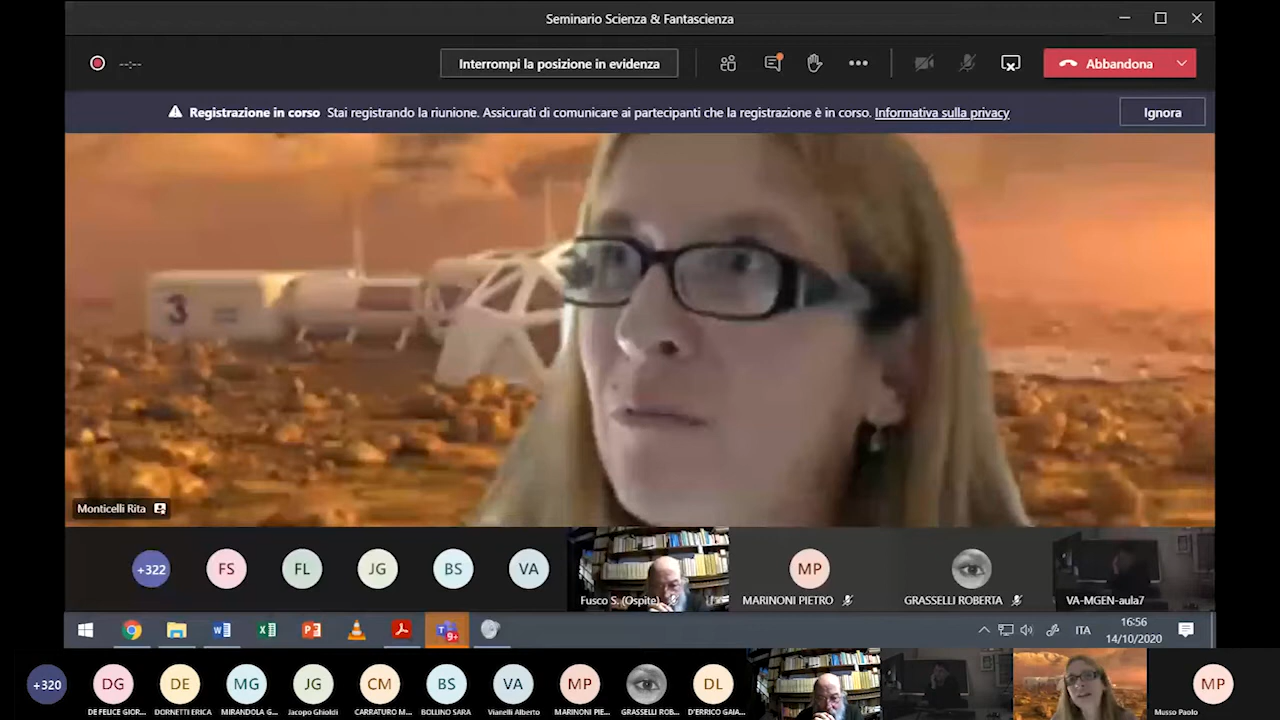 Seminario Scienza & Fantascienza
--:--
Interrompi la posizione in evidenza
Abbandona
Registrazione in corso Stai registrando la riunione. Assicurati di comunicare ai partecipanti che la registrazione è in corso. Informativa sulla privacy
Ignora
3
Monticelli Rita
+322
FS
FL
JG
BS
VA
Fusco S. (Ospite)
MP
MARINONI PIETRO
GRASSELLI ROBERTA
VA-MGEN-aula7
9+
ITA
16:56
14/10/2020
+320
DG
DE
MG
JG
CM
BS
VA
MP
DL
MP
DE FELICE GIOR...
DORNETTI ERICA
MIRANDOLA G...
Jacopo Ghioldi
CARRATURO M...
BOLLINO SARA
Vianelli Alberto
MARINONI PIE...
GRASSELLI ROB...
D'ERRICO GAIA...
Musso Paolo